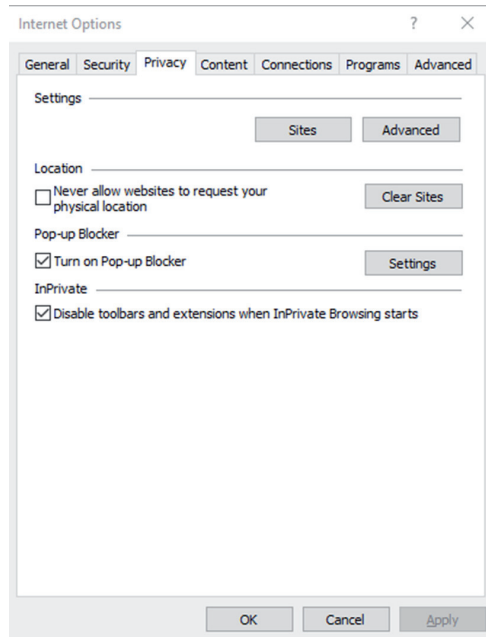 Internet Options ? ×
General Security Privacy Content Connections Programs Advanced
Settings
Sites Advanced
Location
Never allow websites to request your
physical location
Clear Sites
Pop-up Blocker
Turn on Pop-up Blocker
Settings
InPrivate
Disable toolbars and extensions when InPrivate Browsing starts
OK Cancel Apply